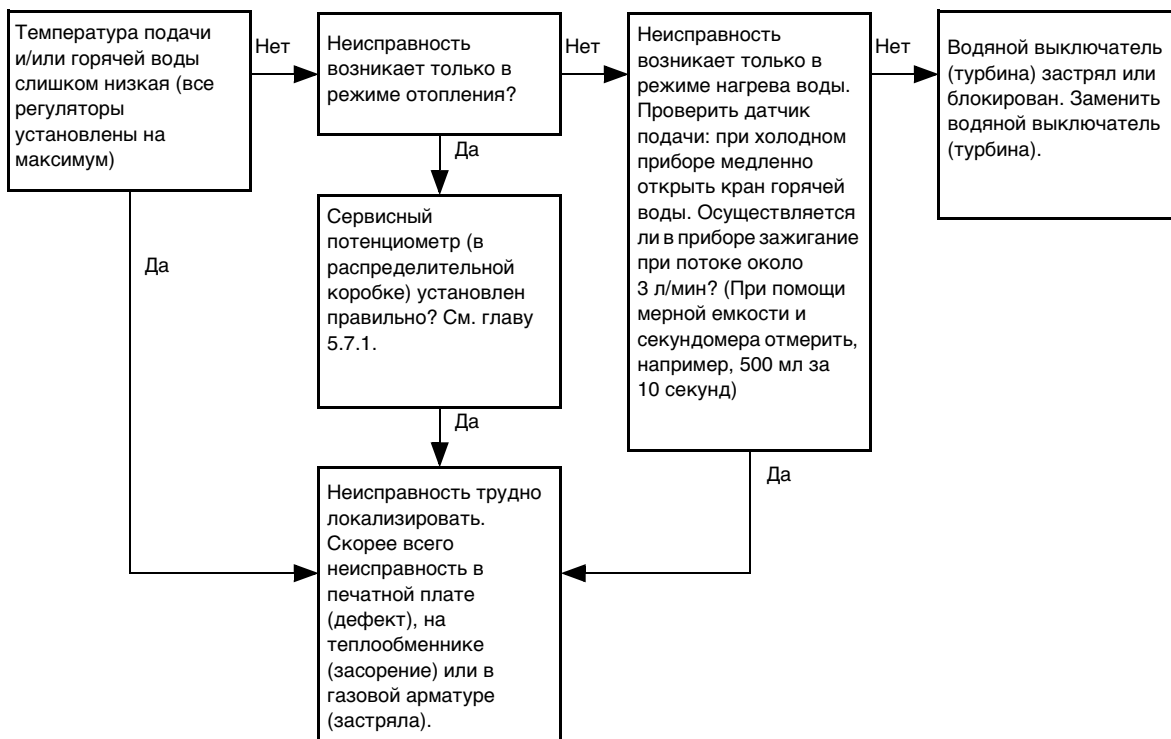 Температура подачи
и/или горячей воды
слишком низкая (все
регуляторы
установлены на
максимум)
Нет
Неисправность
возникает только в
режиме отопления?
Нет
Неисправность
возникает только в
режиме нагрева воды.
Проверить датчик
подачи: при холодном
приборе медленно
открыть кран горячей
воды. Осуществляется
ли в приборе зажигание
при потоке около
3 л/мин? (При помощи
мерной емкости и
секундомера отмерить,
например, 500 мл за
10 секунд)
Нет
Водяной выключатель
(турбина) застрял или
блокирован. Заменить
водяной выключатель
(турбина).
Да
Да
Сервисный
потенциометр (в
распределительной
коробке) установлен
правильно? См. главу
5.7.1.
Да
Да
Неисправность трудно
локализировать.
Скорее всего
неисправность в
печатной плате
(дефект), на
теплообменнике
(засорение) или в
газовой арматуре
(застряла).